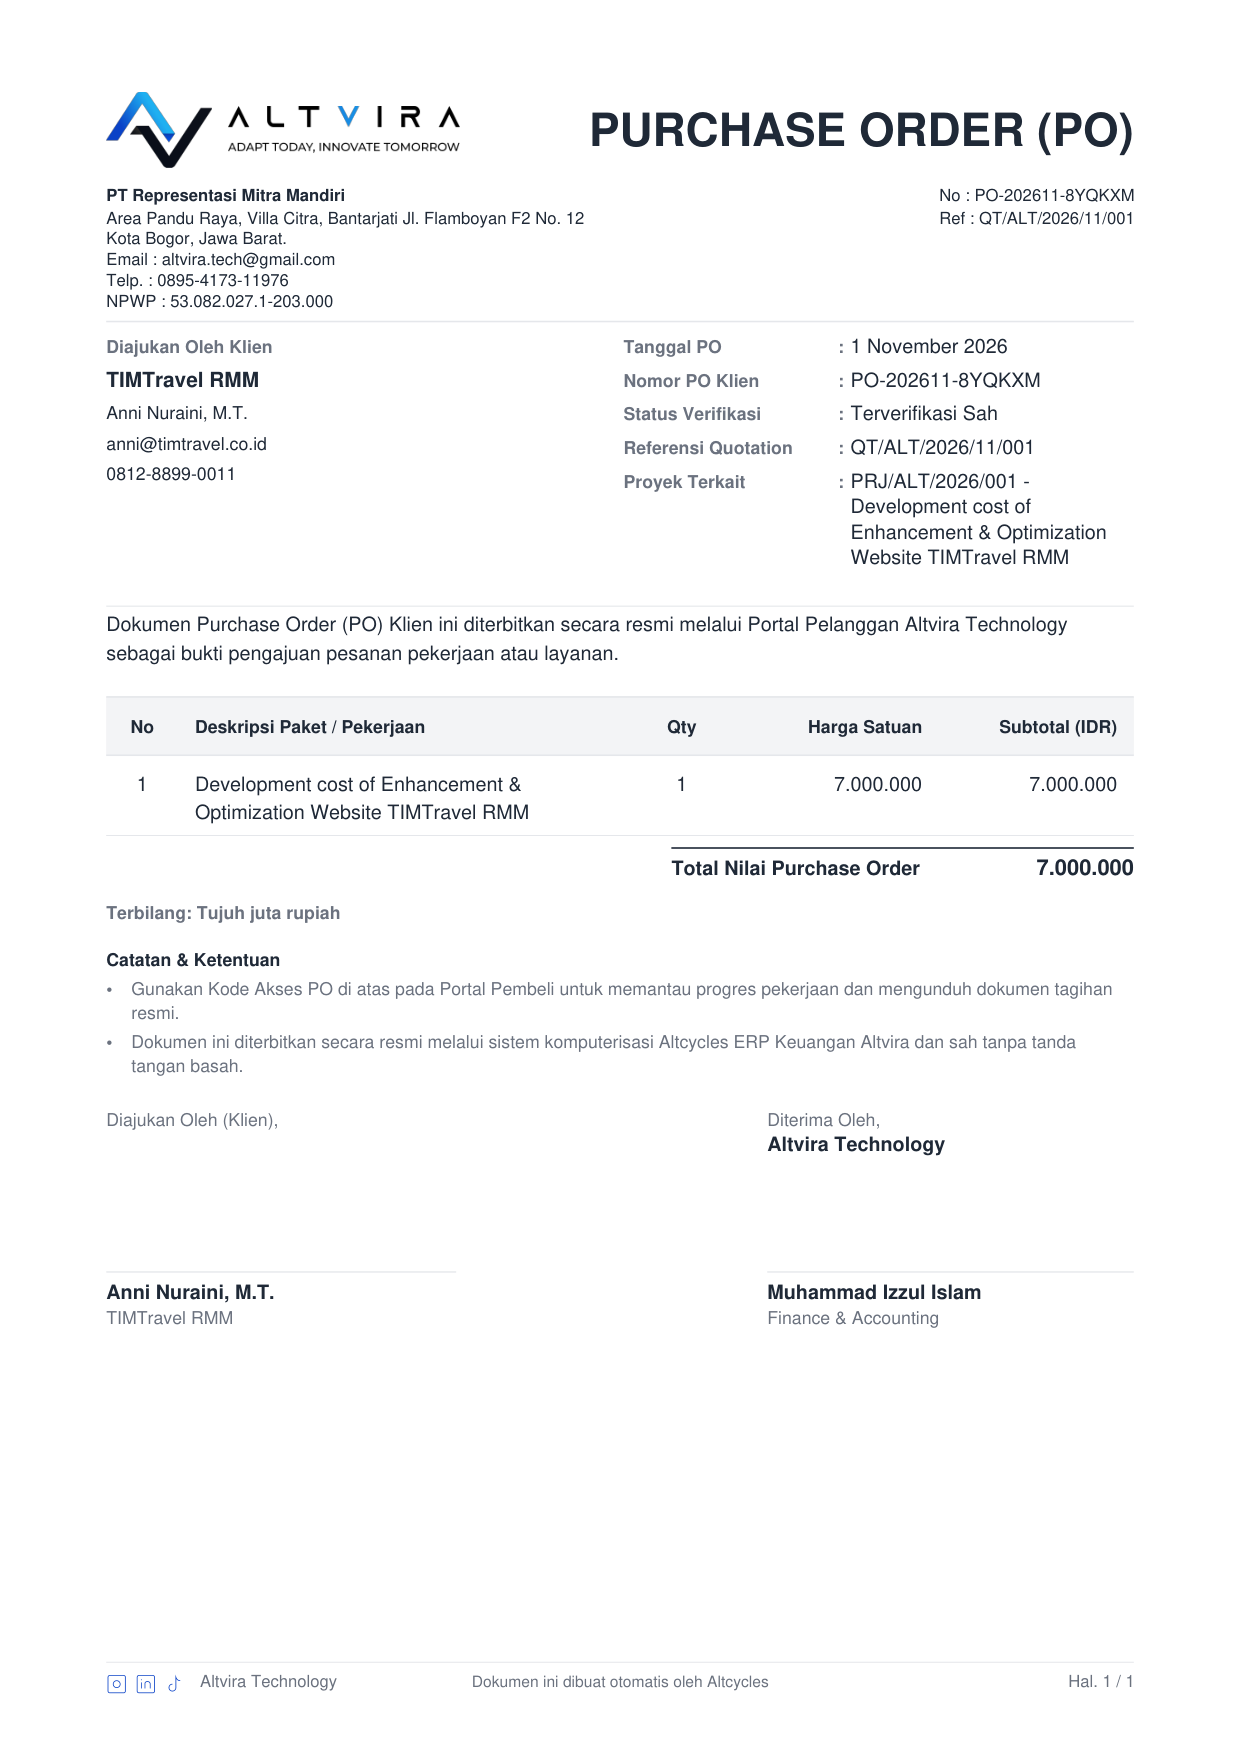 ALTVIRA
ADAPT TODAY, INNOVATE TOMORROW
PURCHASE ORDER (PO)
PT Representasi Mitra Mandiri
Area Pandu Raya, Villa Citra, Bantarjati Jl. Flamboyan F2 No. 12
Kota Bogor, Jawa Barat.
Email : altvira.tech@gmail.com
Telp. : 0895-4173-11976
NPWP : 53.082.027.1-203.000
No : PO-202611-8YQKXM
Ref : QT/ALT/2026/11/001
Diajukan Oleh Klien
TIMTravel RMM
Anni Nuraini, M.T.
anni@timtravel.co.id
0812-8899-0011
Tanggal PO : 1 November 2026
Nomor PO Klien : PO-202611-8YQKXM
Status Verifikasi : Terverifikasi Sah
Referensi Quotation : QT/ALT/2026/11/001
Proyek Terkait : PRJ/ALT/2026/001 -
Development cost of
Enhancement & Optimization
Website TIMTravel RMM
Dokumen Purchase Order (PO) Klien ini diterbitkan secara resmi melalui Portal Pelanggan Altvira Technology
sebagai bukti pengajuan pesanan pekerjaan atau layanan.
No Deskripsi Paket / Pekerjaan Qty Harga Satuan Subtotal (IDR)
1 Development cost of Enhancement & 1 7.000.000 7.000.000
Optimization Website TIMTravel RMM
Total Nilai Purchase Order 7.000.000
Terbilang: Tujuh juta rupiah
Catatan & Ketentuan
• Gunakan Kode Akses PO di atas pada Portal Pembeli untuk memantau progres pekerjaan dan mengunduh dokumen tagihan
resmi.
• Dokumen ini diterbitkan secara resmi melalui sistem komputerisasi Altcycles ERP Keuangan Altvira dan sah tanpa tanda
tangan basah.
Diajukan Oleh (Klien),
Diterima Oleh,
Altvira Technology
Anni Nuraini, M.T.
TIMTravel RMM
Muhammad Izzul Islam
Finance & Accounting
Altvira Technology Dokumen ini dibuat otomatis oleh Altcycles Hal. 1 / 1